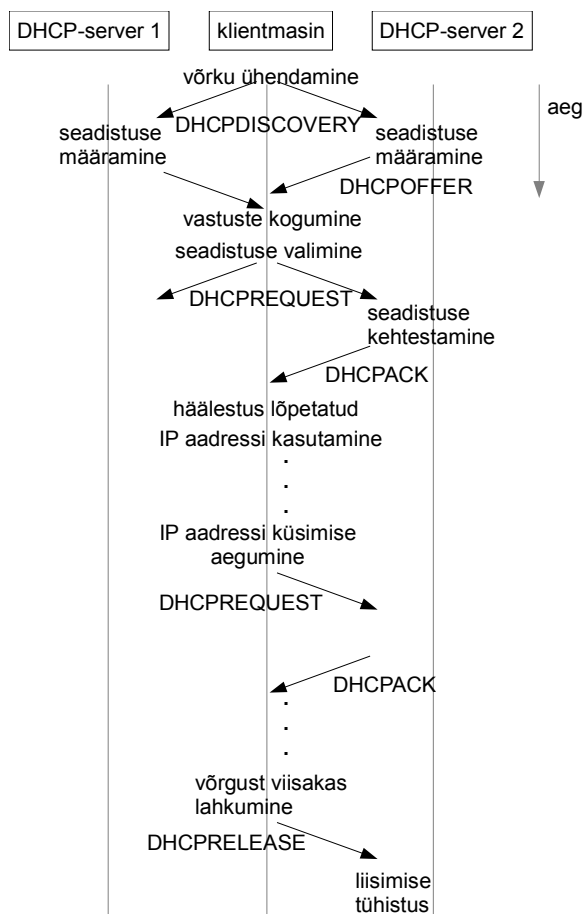 DHCP-server 1
klientmasin
DHCP-server 2
võrku ühendamine
aeg
DHCPDISCOVERY
seadistuse
määramine
seadistuse
määramine
DHCPOFFER
vastuste kogumine
seadistuse valimine
DHCPREQUEST
seadistuse
kehtestamine
DHCPACK
häälestus lõpetatud
IP aadressi kasutamine
.
.
.
IP aadressi küsimise
aegumine
DHCPREQUEST
DHCPACK
.
.
.
võrgust viisakas
lahkumine
DHCPRELEASE
liisimise
tühistus